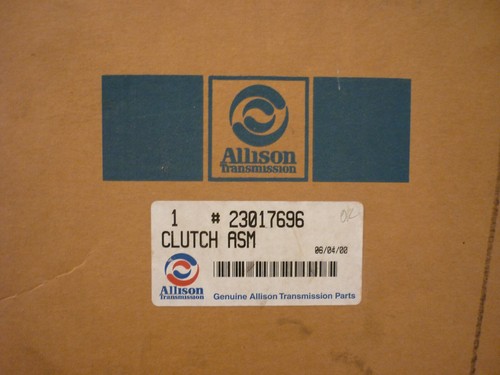 Allison
Transmission
1 # 23017696
CLUTCH ASM
06/04/00
Allison
Transmission
Genuine Allison Transmission Parts